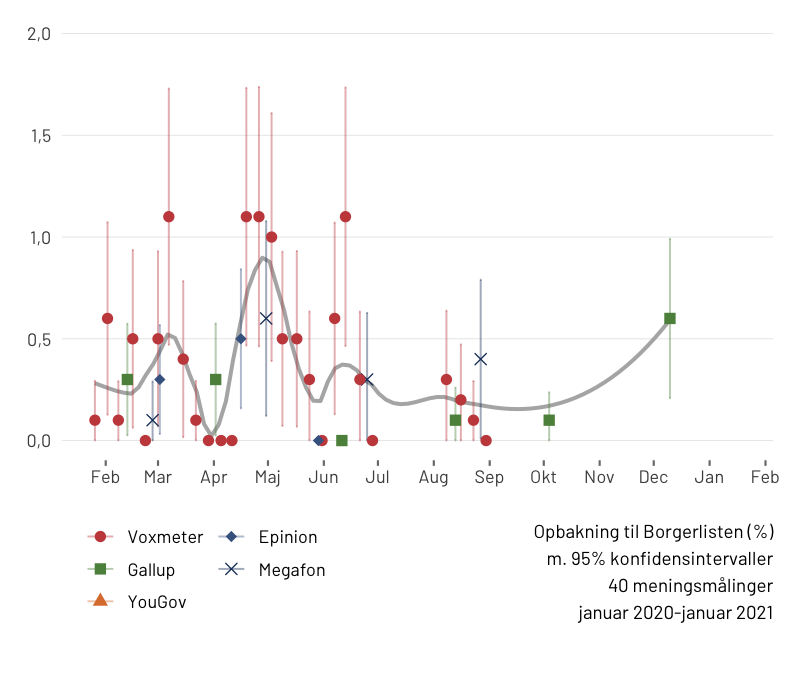 2,0
1,5
1,0
0,5
0,0
Feb Mar Apr Maj Jun Jul Aug Sep Okt Nov Dec Jan Feb
Voxmeter Epinion
Gallup Megafon
YouGov
Opbakning til Borgerlisten (%)
m. 95% konfidensintervaller
40 meningsmålinger
januar 2020-januar 2021